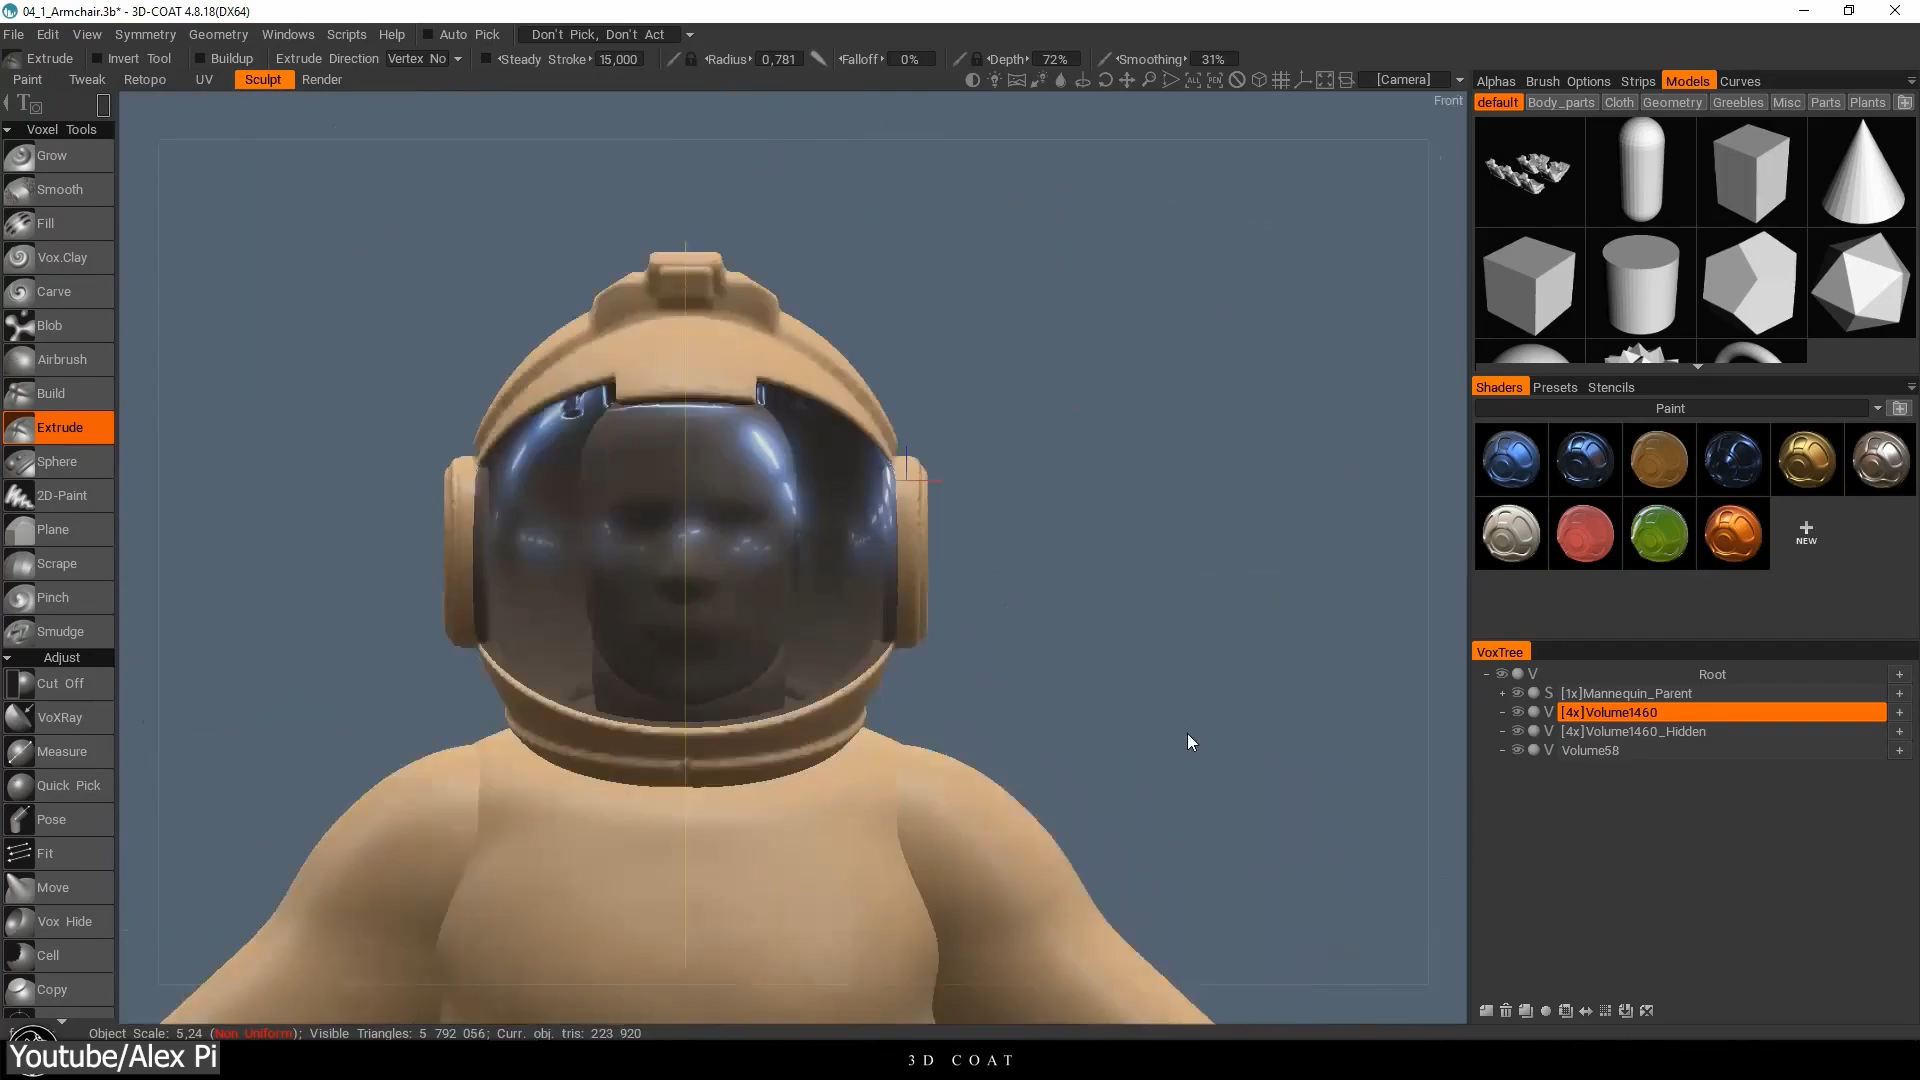 04_1_Armchair.3b* - 3D-COAT 4.8.18(DX64)
File Edit View Symmetry Geometry Windows Scripts Help Auto Pick Don't Pick, Don't Act
Extrude Invert Tool Buildup Extrude Direction Vertex No Steady Stroke 15,000 Radius 0,781 Falloff 0% Depth 72% Smoothing 31%
Paint Tweak Retopo UV Sculpt Render
[Camera]
Front
Voxel Tools
Grow
Smooth
Fill
Vox.Clay
Carve
Blob
Airbrush
Build
Extrude
Sphere
2D-Paint
Plane
Scrape
Pinch
Smudge
Adjust
Cut Off
VoXRay
Measure
Quick Pick
Pose
Fit
Move
Vox Hide
Cell
Copy
Alphas Brush Options Strips Models Curves
default Body_parts Cloth Geometry Greebles Misc Parts Plants
Shaders Presets Stencils
Paint
NEW
VoxTree
- V Root +
+ S [1x]Mannequin_Parent +
- V [4x]Volume1460 +
- V [4x]Volume1460_Hidden +
- V Volume58 +
Object Scale: 5,24 (Non Uniform); Visible Triangles: 5 792 056; Curr. obj. tris: 223 920
Youtube/Alex Pi
3D COAT